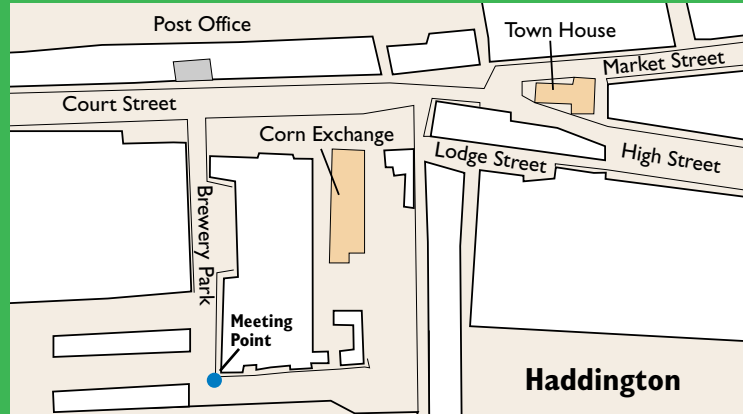 Post Office
Town House
Market Street
Court Street
Corn Exchange
Lodge Street
High Street
Brewery Park
Meeting
Point
Haddington